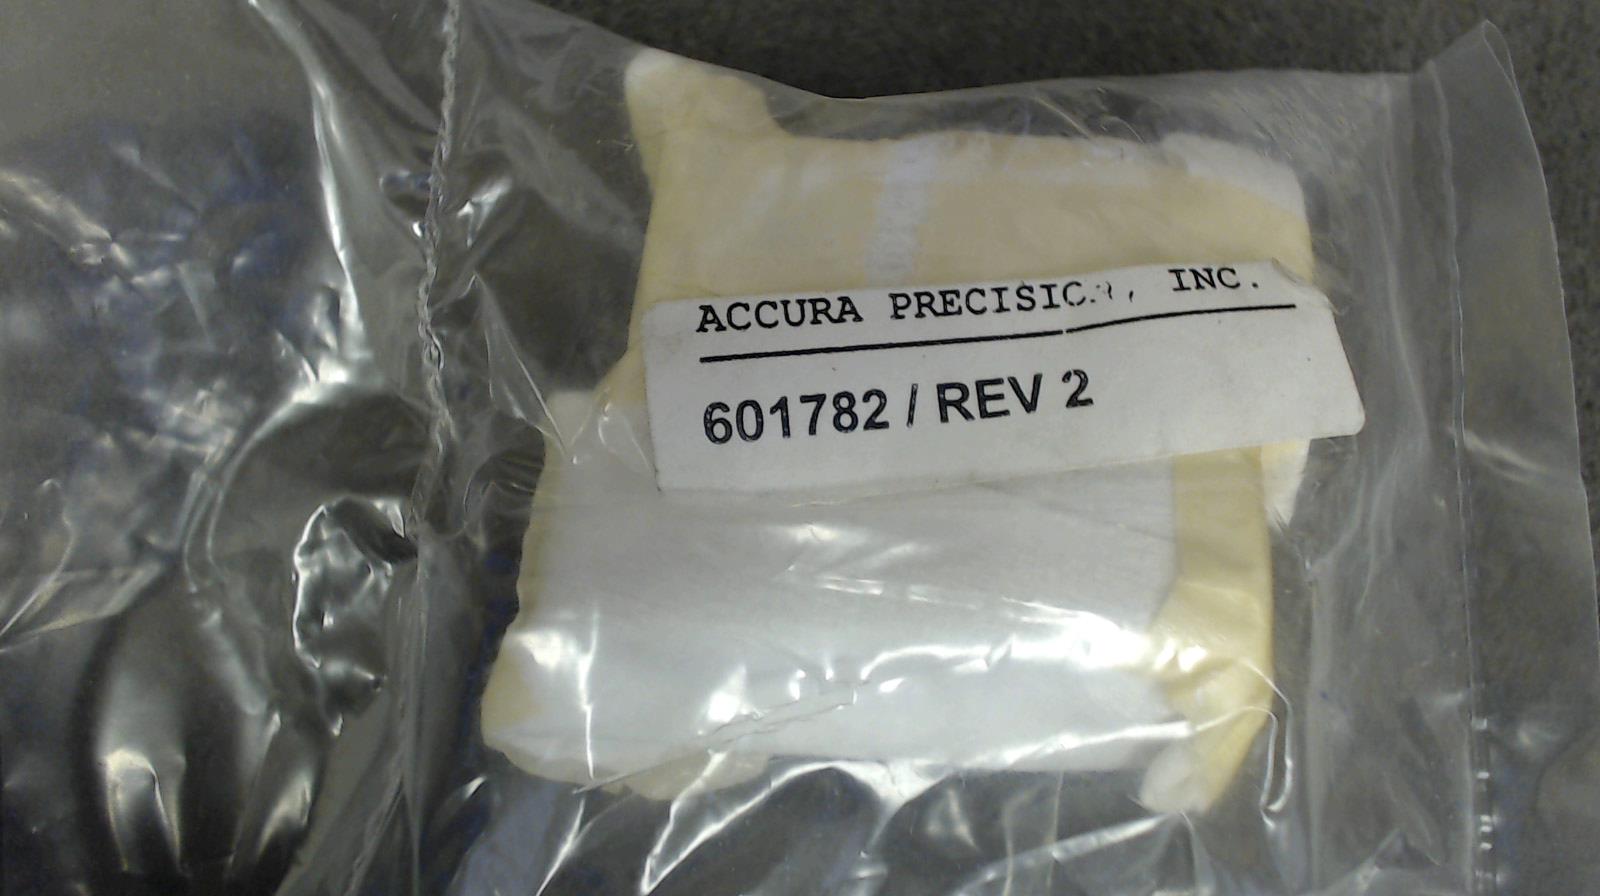 ACCURA PRECISION, INC.
601782 / REV 2